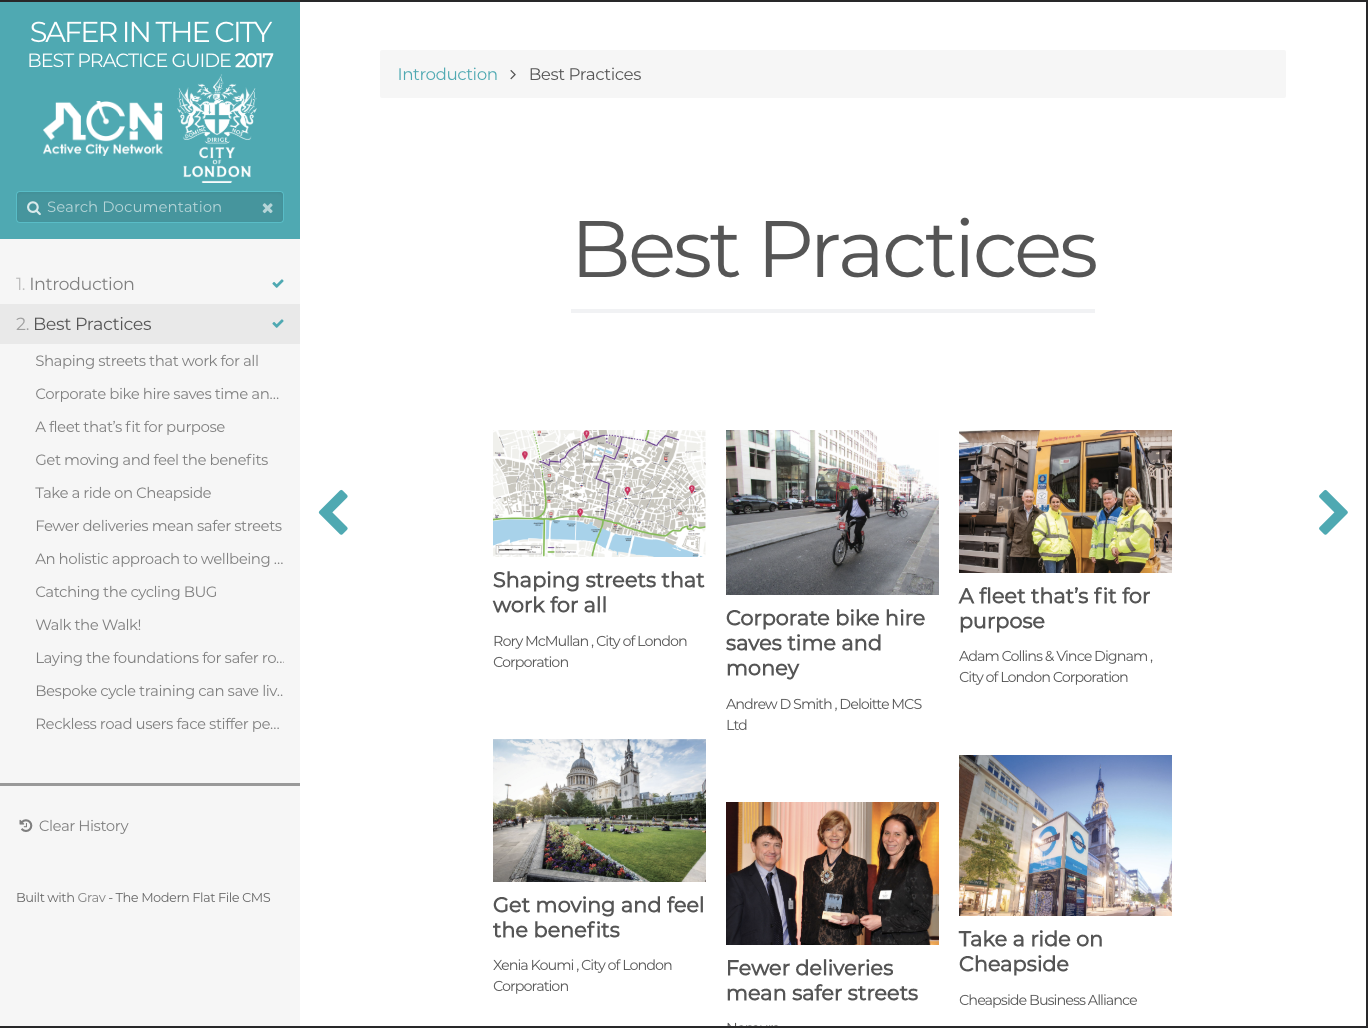 SAFER IN THE CITY
BEST PRACTICE GUIDE 2017
ACN
Active City Network
DOMINE DIRIGE NOS
CITY
OF
LONDON
Search Documentation
1. Introduction
2. Best Practices
Shaping streets that work for all
Corporate bike hire saves time an...
A fleet that's fit for purpose
Get moving and feel the benefits
Take a ride on Cheapside
Fewer deliveries mean safer streets
An holistic approach to wellbeing ...
Catching the cycling BUG
Walk the Walk!
Laying the foundations for safer ro...
Bespoke cycle training can save liv...
Reckless road users face stiffer pe...
Clear History
Built with Grav - The Modern Flat File CMS
Introduction > Best Practices
Best Practices
Shaping streets that
work for all
Rory McMullan , City of London
Corporation
Corporate bike hire
saves time and
money
Andrew D Smith , Deloitte MCS
Ltd
A fleet that's fit for
purpose
Adam Collins & Vince Dignam ,
City of London Corporation
Get moving and feel
the benefits
Xenia Koumi , City of London
Corporation
Fewer deliveries
mean safer streets
Take a ride on
Cheapside
Cheapside Business Alliance